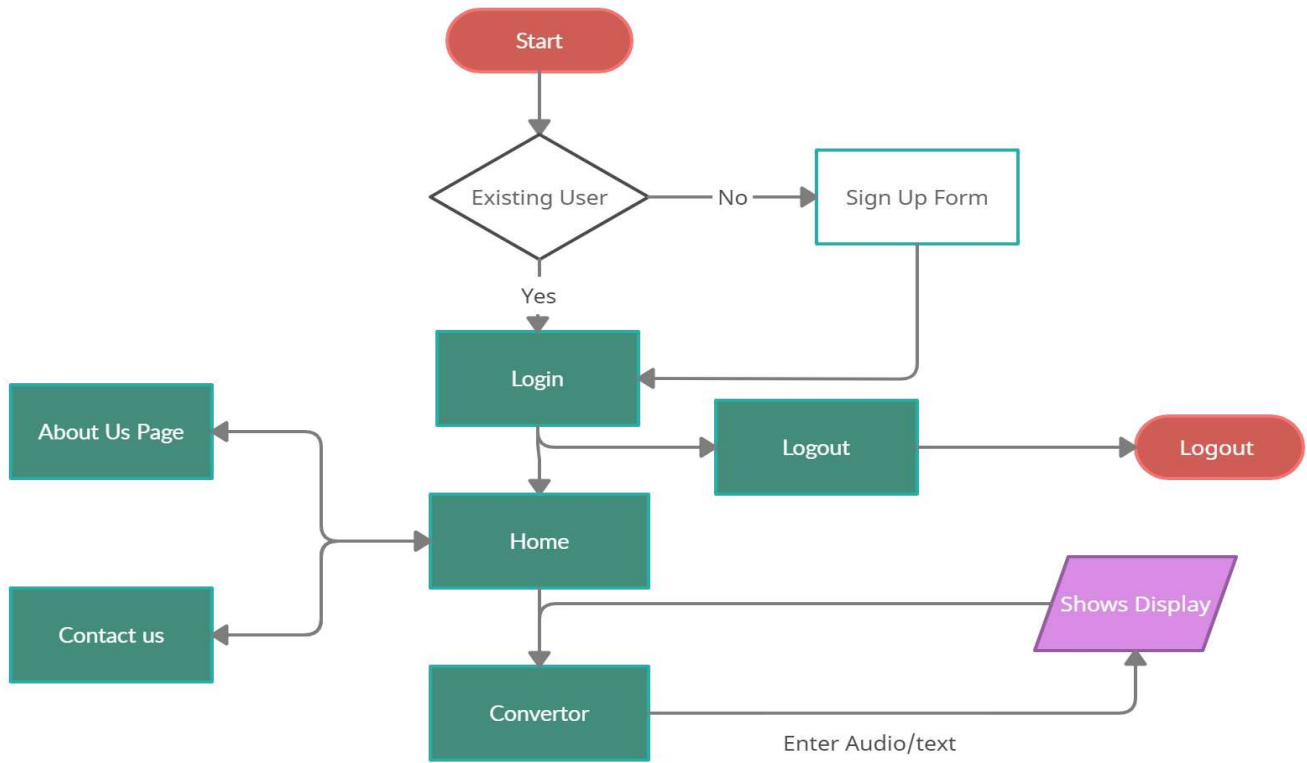 Start
Existing User
No
Sign Up Form
Yes
Login
About Us Page
Logout
Logout
Home
Shows Display
Contact us
Convertor
Enter Audio/text